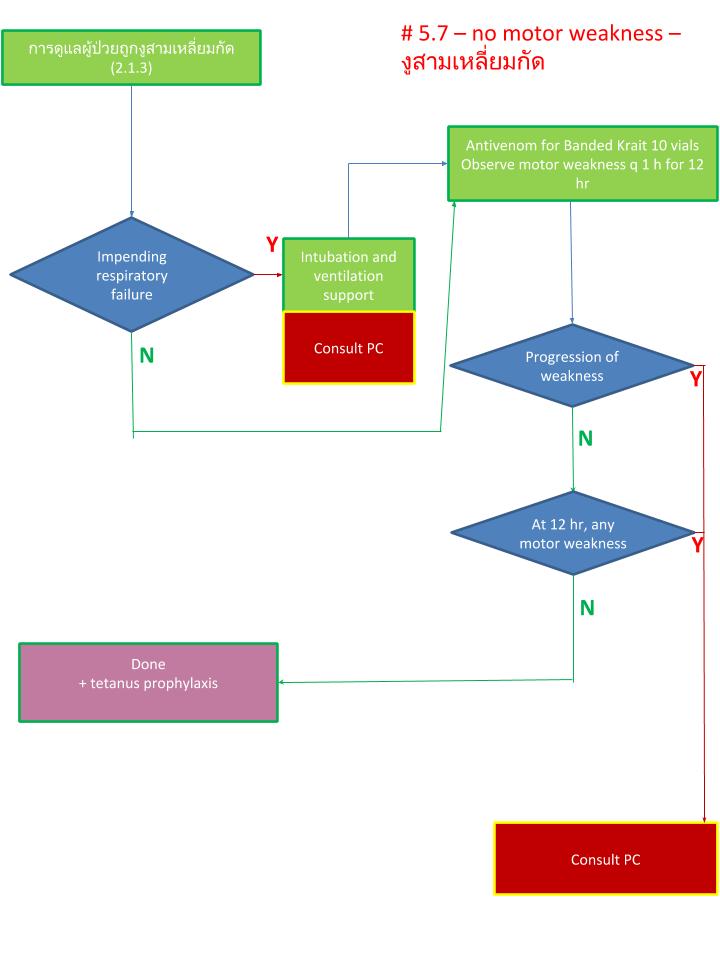 # 5.7 – no motor weakness –
งูสามเหลี่ยมกัด
การดูแลผู้ป่วยถูกงูสามเหลี่ยมกัด
(2.1.3)
Antivenom for Banded Krait 10 vials
Observe motor weakness q 1 h for 12
hr
Impending
respiratory
failure
Y
Intubation and
ventilation
support
Consult PC
N
Progression of
weakness
Y
N
At 12 hr, any
motor weakness
Y
N
Done
+ tetanus prophylaxis
Consult PC